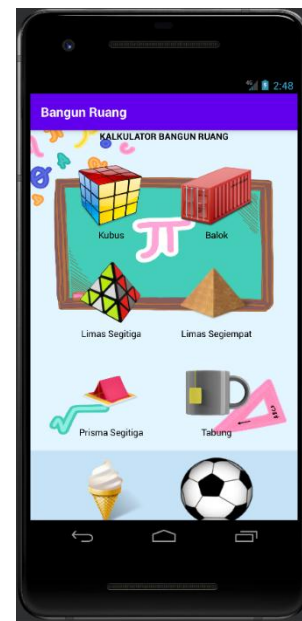 2:48
Bangun Ruang
KALKULATOR BANGUN RUANG
Kubus
Balok
Limas Segitiga
Limas Segiempat
Prisma Segitiga
Tabung